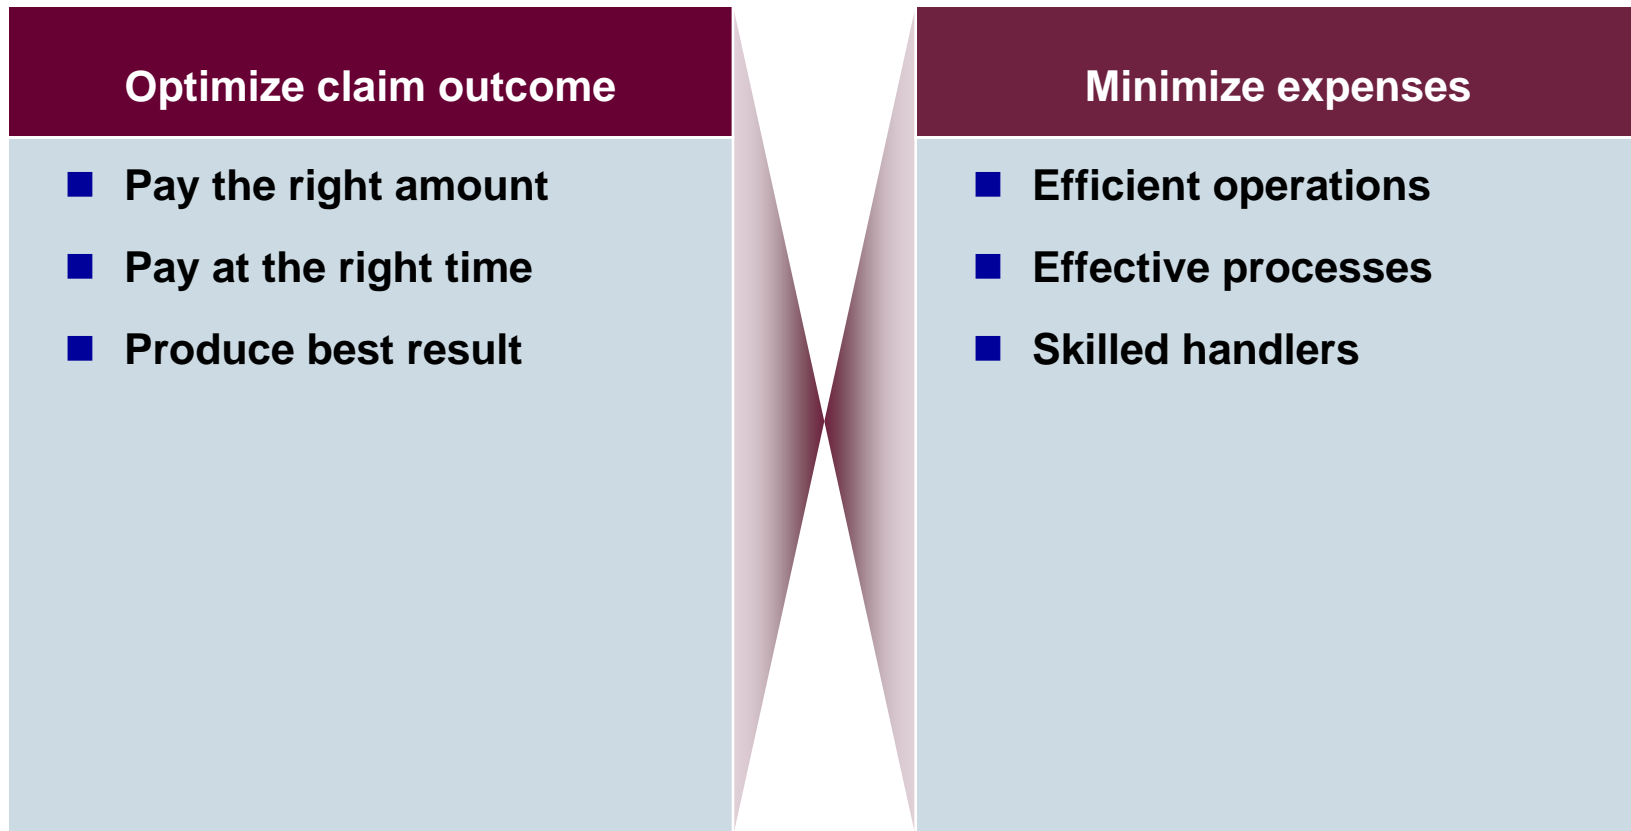 Optimize claim outcome
Pay the right amount
Pay at the right time
Produce best result
Minimize expenses
Efficient operations
Effective processes
Skilled handlers